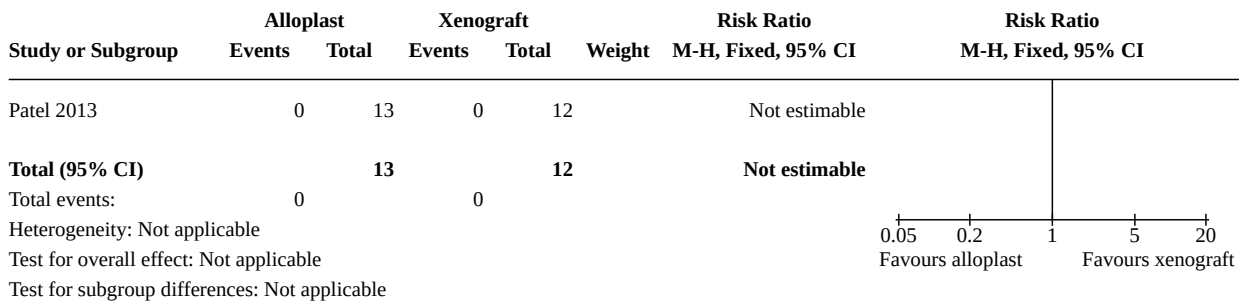 Alloplast Xenograft Risk Ratio Risk Ratio
Study or Subgroup Events Total Events Total Weight M-H, Fixed, 95% CI M-H, Fixed, 95% CI
Patel 2013 0 13 0 12 Not estimable
Total (95% CI) 13 12 Not estimable
Total events: 0 0
Heterogeneity: Not applicable
0.05 0.2 1 5 20
Test for overall effect: Not applicable Favours alloplast Favours xenograft
Test for subgroup differences: Not applicable